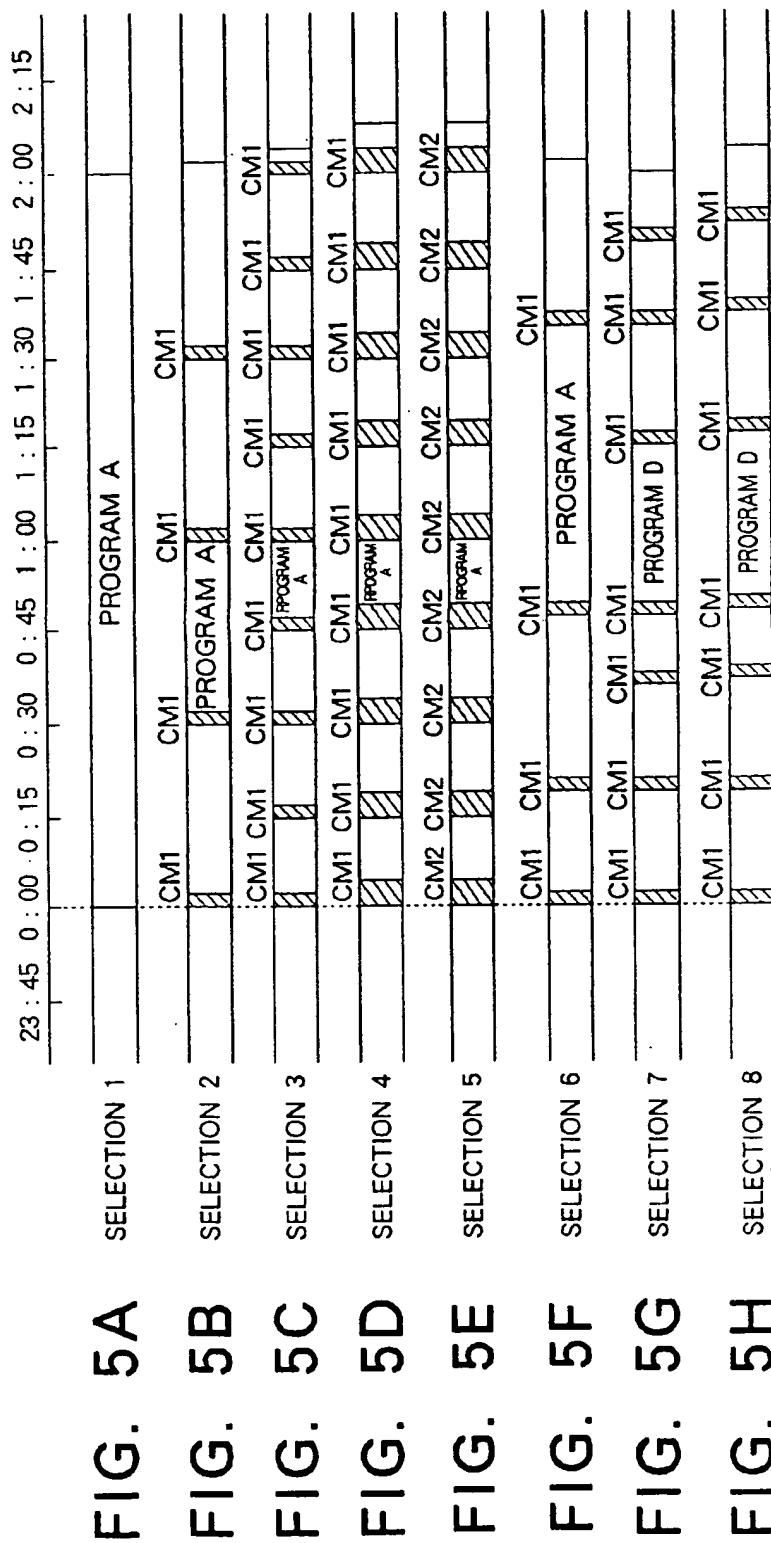 23:45 0:00 0:15 0:30 0:45 1:00 1:15 1:30 1:45 2:00 2:15
FIG. 5A SELECTION 1 PROGRAM A
CM1 CM1 CM1 CM1
FIG. 5B SELECTION 2 PROGRAM A
CM1 CM1 CM1 CM1 CM1 CM1 CM1 CM1 CM1
FIG. 5C SELECTION 3 RPOGRAM
A
CM1 CM1 CM1 CM1 CM1 CM1 CM1 CM1 CM1
FIG. 5D SELECTION 4 RPOGRAM
A
CM2 CM2 CM2 CM2 CM2 CM2 CM2 CM2 CM2
FIG. 5E SELECTION 5 RPOGRAM
A
CM1 CM1 CM1 CM1
FIG. 5F SELECTION 6 PROGRAM A
CM1 CM1 CM1 CM1 CM1 CM1 CM1
FIG. 5G SELECTION 7 PROGRAM D
CM1 CM1 CM1 CM1 CM1 CM1 CM1
FIG. 5H SELECTION 8 PROGRAM D